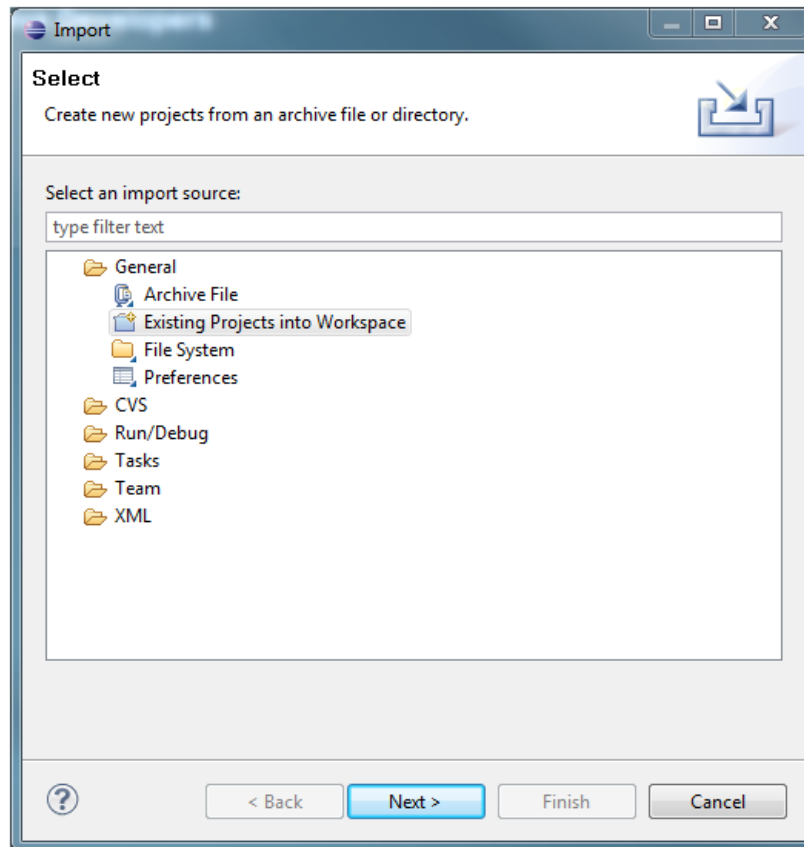 Import
Select
Create new projects from an archive file or directory.
Select an import source:
type filter text
General
Archive File
Existing Projects into Workspace
File System
Preferences
CVS
Run/Debug
Tasks
Team
XML
< Back Next > Finish Cancel